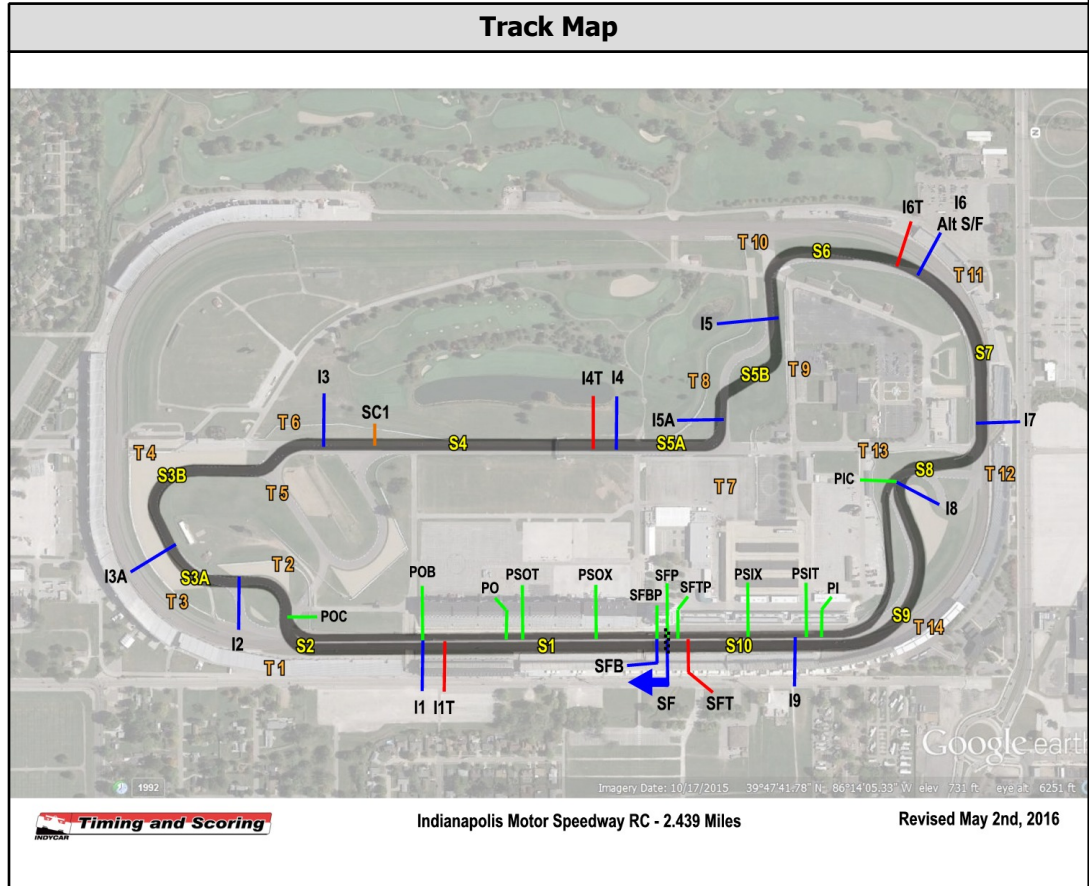 Track Map
I6T
I6
Alt S/F
T 10
S6
T 11
I5
S7
T 9
S5B
T 8
I3
SC1
I4T
I4
I5A
I7
T 6
S4
S5A
T 4
S3B
T 13
S8
T 12
T 5
T 7
PIC
I8
I3A
S3A
T 2
POB
PO
PSOT
PSOX
SFP
SFBP
SFTP
PSIX
PSIT
PI
T 3
POC
S9
T 14
I2
S2
S1
S10
T 1
SFB
I1
I1T
SF
SFT
I9
Google earth
1992
Imagery Date: 10/17/2015 39°47'41.78" N 86°14'05.33" W elev 731 ft eye alt 6251 ft
N
INDYCAR
Timing and Scoring
Indianapolis Motor Speedway RC - 2.439 Miles
Revised May 2nd, 2016